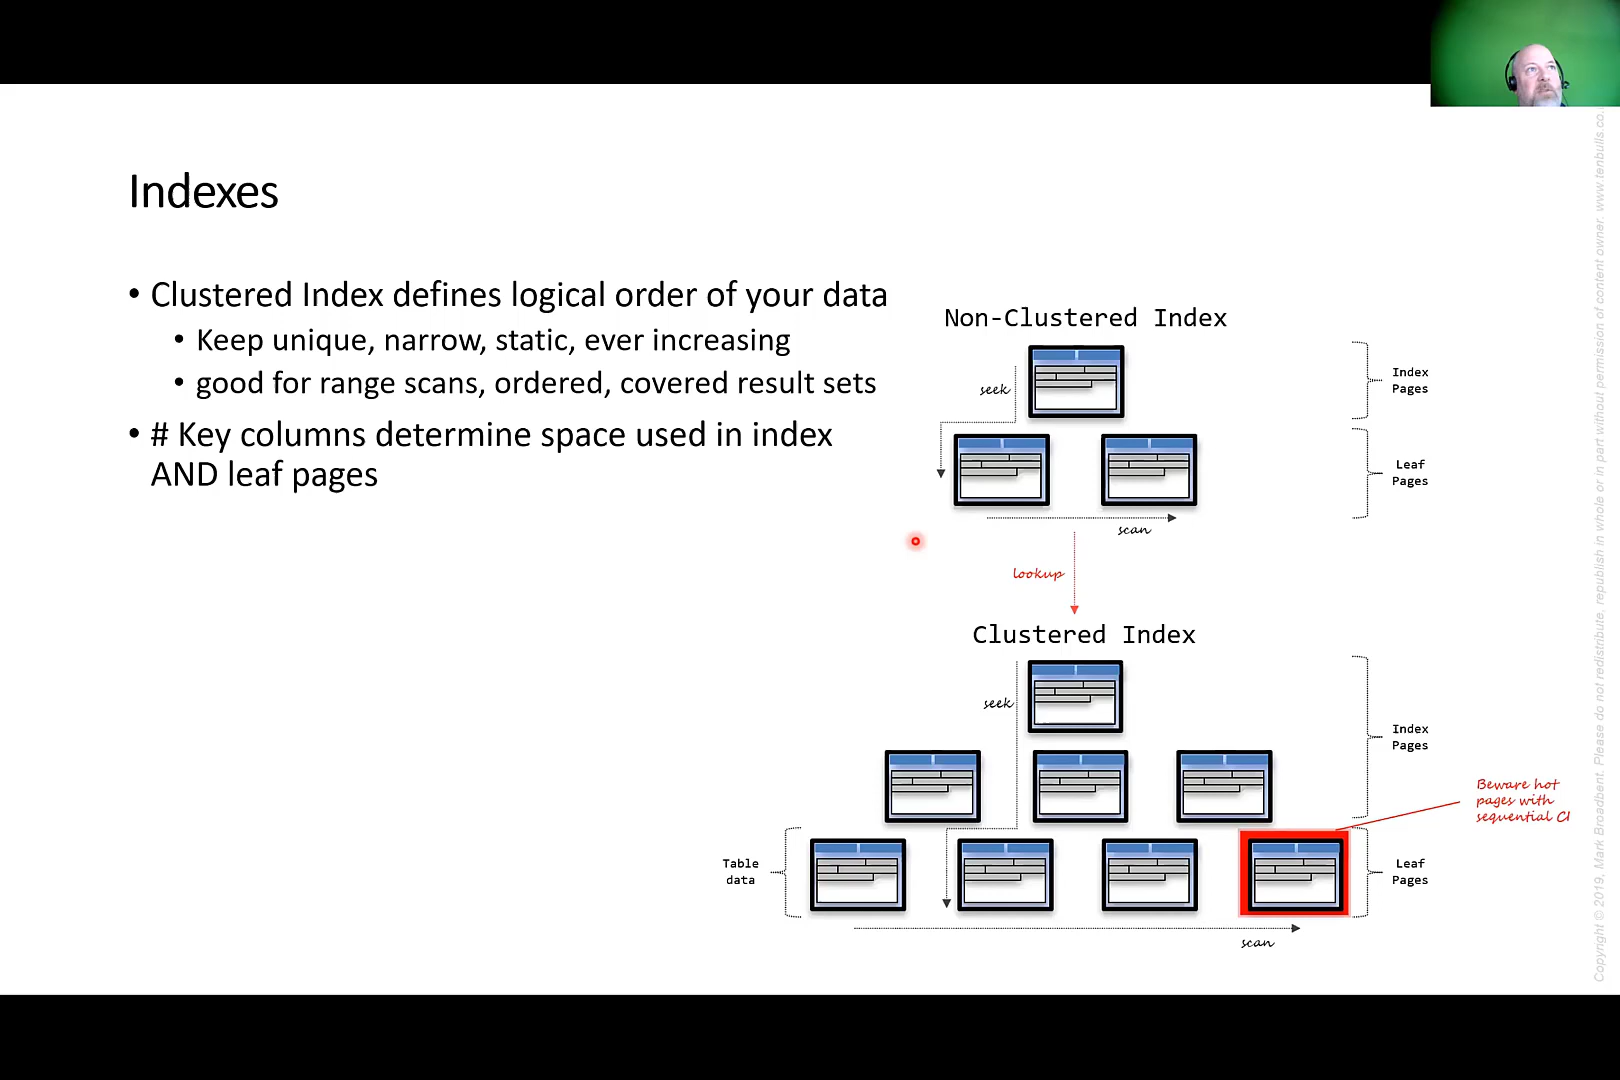 Indexes
• Clustered Index defines logical order of your data
• Keep unique, narrow, static, ever increasing
• good for range scans, ordered, covered result sets
• # Key columns determine space used in index
AND leaf pages
Non-Clustered Index
seek
Index
Pages
Leaf
Pages
scan
lookup
Clustered Index
seek
Index
Pages
Beware hot
pages with
sequential CI
Table
data
Leaf
Pages
scan
Copyright © 2019, Mark Broadbent. Please do not redistribute, republish in whole or in part without permission of content owner. www.tenbulls.co.